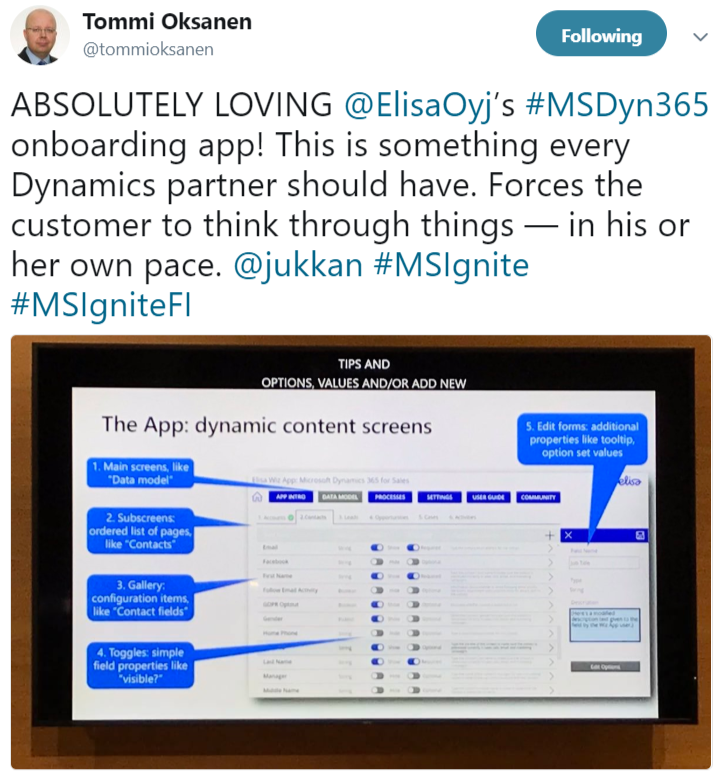 Tommi Oksanen
@tommioksanen
Following
ABSOLUTELY LOVING @ElisaOyj's #MSDyn365
onboarding app! This is something every
Dynamics partner should have. Forces the
customer to think through things — in his or
her own pace. @jukkan #MSIgnite
#MSIgniteFI
TIPS AND
OPTIONS, VALUES AND/OR ADD NEW
The App: dynamic content screens
1. Main screens, like
"Data model"
2. Subscreens:
ordered list of pages,
like "Contacts"
3. Gallery:
configuration items,
like "Contact fields"
4. Toggles: simple
field properties like
"visible?"
5. Edit forms: additional
properties like tooltip,
option set values
Elisa Wiz App: Microsoft Dynamics 365 for Sales
elisa
APP INTRO DATA MODEL PROCESSES SETTINGS USER GUIDE COMMUNITY
1 Accounts 2 Contacts 3 Leads 4 Opportunities 5 Cases 6 Activities
Email
Facebook
First Name
Follow Email Activity
GDPR Optout
Gender
Home Phone
Last Name
Manager
Mobile Name
Edit Options